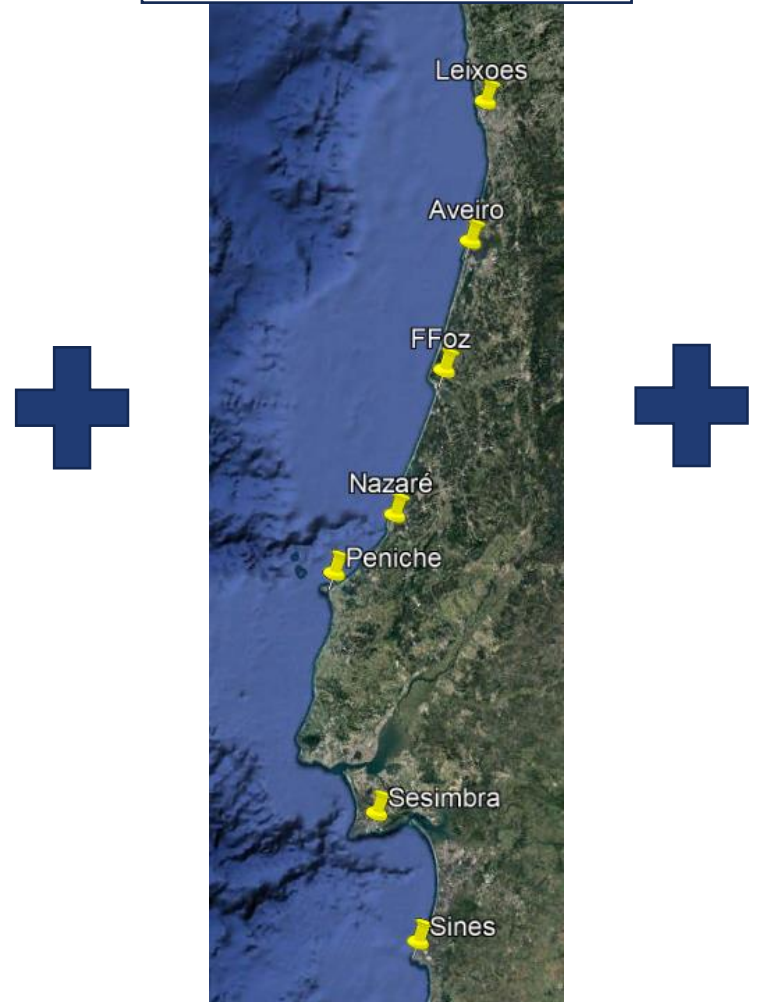 Leixoes
Aveiro
FFoz
Nazaré
Peniche
Sesimbra
Sines